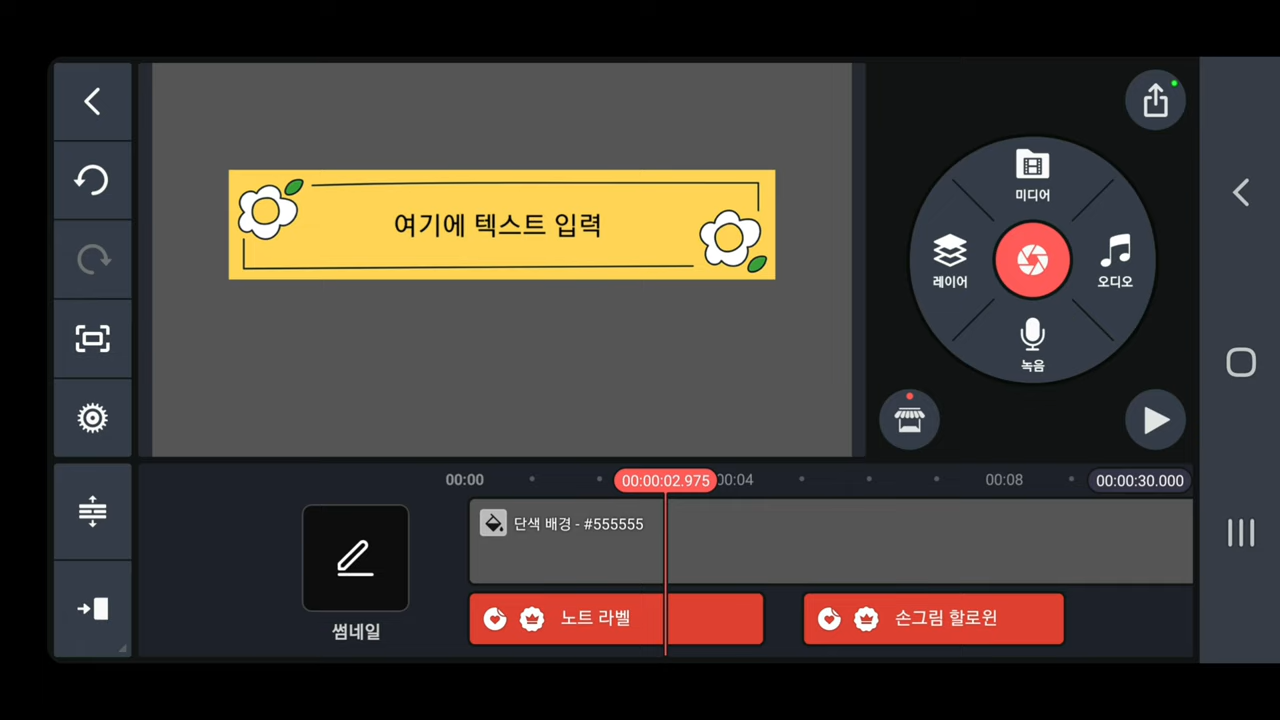 여기에 텍스트 입력
미디어
레이어
오디오
녹음
00:00
00:00:02.975
00:04
00:08
00:00:30.000
단색 배경 - #555555
노트 라벨
손그림 할로윈
썸네일